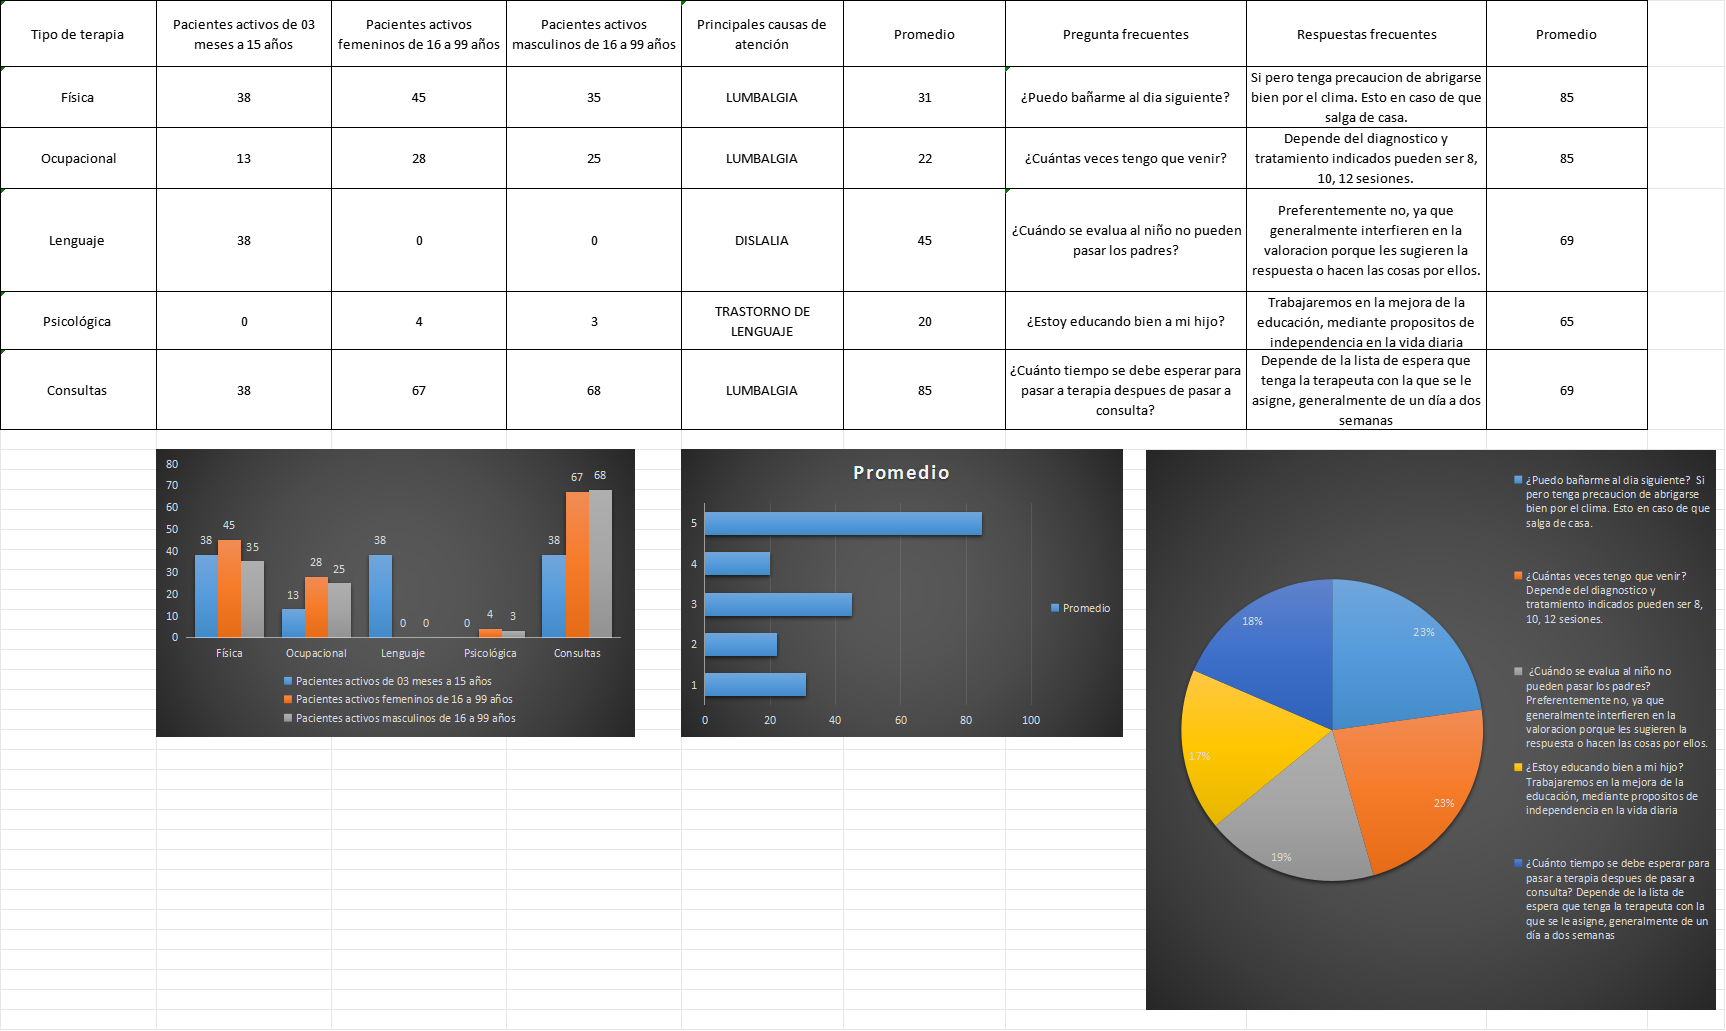 Tipo de terapia
Pacientes activos de 03
meses a 15 años
Pacientes activos
femeninos de 16 a 99 años
Pacientes activos
masculinos de 16 a 99 años
Principales causas de
atención
Promedio
Pregunta frecuentes
Respuestas frecuentes
Promedio
Física
38
45
35
LUMBALGIA
31
¿Puedo bañarme al dia siguiente?
Si pero tenga precaucion de abrigarse
bien por el clima. Esto en caso de que
salga de casa.
85
Ocupacional
13
28
25
LUMBALGIA
22
¿Cuántas veces tengo que venir?
Depende del diagnostico y
tratamiento indicados pueden ser 8,
10, 12 sesiones.
85
Lenguaje
38
0
0
DISLALIA
45
¿Cuándo se evalua al niño no pueden
pasar los padres?
Preferentemente no, ya que
generalmente interfieren en la
valoracion porque les sugieren la
respuesta o hacen las cosas por ellos.
69
Psicológica
0
4
3
TRASTORNO DE
LENGUAJE
20
¿Estoy educando bien a mi hijo?
Trabajaremos en la mejora de la
educación, mediante propositos de
independencia en la vida diaria
65
Consultas
38
67
68
LUMBALGIA
85
¿Cuánto tiempo se debe esperar para
pasar a terapia despues de pasar a
consulta?
Depende de la lista de espera que
tenga la terapeuta con la que se le
asigne, generalmente de un día a dos
semanas
69
80
70
60
50
40
30
20
10
0
38
45
35
13
28
25
38
0
0
0
4
3
38
67
68
Física
Ocupacional
Lenguaje
Psicológica
Consultas
Pacientes activos de 03 meses a 15 años
Pacientes activos femeninos de 16 a 99 años
Pacientes activos masculinos de 16 a 99 años
Promedio
5
4
3
2
1
0
20
40
60
80
100
Promedio
18%
23%
17%
23%
19%
¿Puedo bañarme al dia siguiente? Si
pero tenga precaucion de abrigarse
bien por el clima. Esto en caso de que
salga de casa.
¿Cuántas veces tengo que venir?
Depende del diagnostico y
tratamiento indicados pueden ser 8,
10, 12 sesiones.
¿Cuándo se evalua al niño no
pueden pasar los padres?
Preferentemente no, ya que
generalmente interfieren en la
valoracion porque les sugieren la
respuesta o hacen las cosas por ellos.
¿Estoy educando bien a mi hijo?
Trabajaremos en la mejora de la
educación, mediante propositos de
independencia en la vida diaria
¿Cuánto tiempo se debe esperar para
pasar a terapia despues de pasar a
consulta? Depende de la lista de
espera que tenga la terapeuta con la
que se le asigne, generalmente de un
día a dos semanas